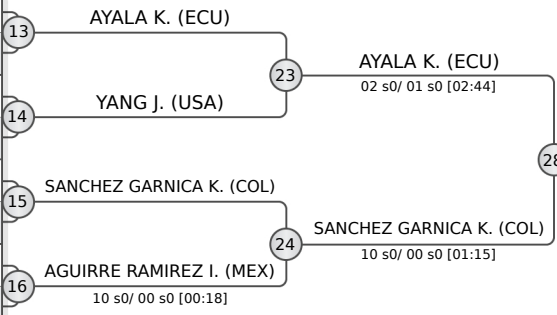 AYALA K. (ECU)
13
AYALA K. (ECU)
23
02 s0/ 01 s0 [02:44]
YANG J. (USA)
14
28
SANCHEZ GARNICA K. (COL)
15
SANCHEZ GARNICA K. (COL)
24
10 s0/ 00 s0 [01:15]
AGUIRRE RAMIREZ I. (MEX)
16
10 s0/ 00 s0 [00:18]